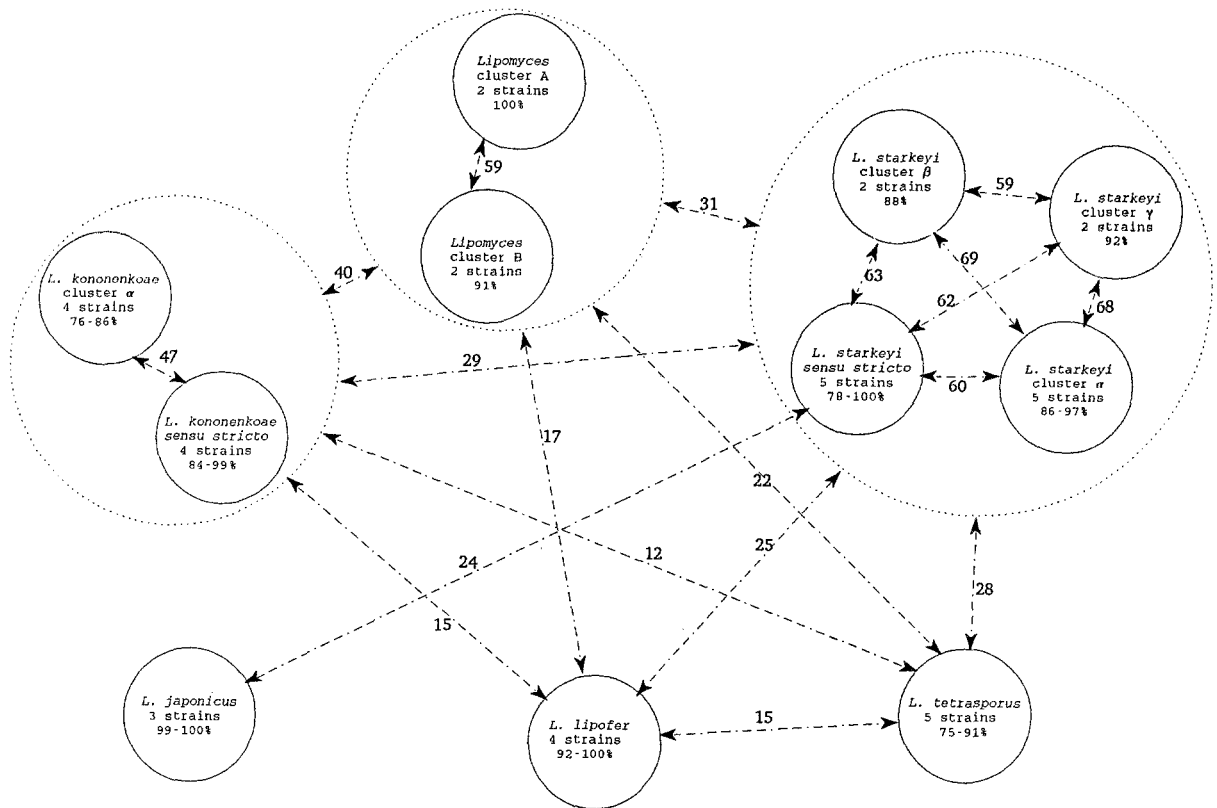 Lipomyces
cluster A
2 strains
100%
59
Lipomyces
cluster B
2 strains
91%
31
L. starkeyi
cluster β
2 strains
88%
59
L. starkeyi
cluster γ
2 strains
92%
63
69
62
68
L. starkeyi
sensu stricto
5 strains
78-100%
60
L. starkeyi
cluster α
5 strains
86-97%
40
L. kononenkoae
cluster α
4 strains
76-86%
47
L. kononenkoae
sensu stricto
4 strains
84-99%
29
17
22
24
12
25
28
15
L. japonicus
3 strains
99-100%
L. lipofer
4 strains
92-100%
15
L. tetrasporus
5 strains
75-91%